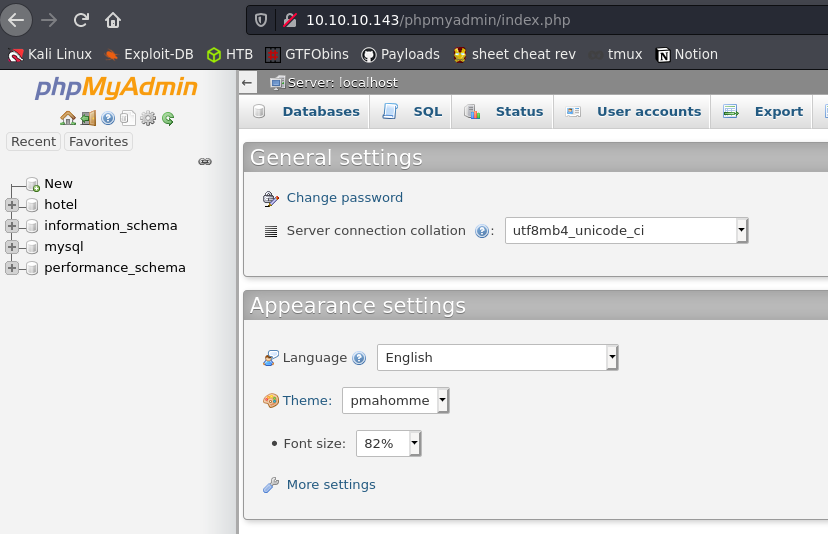 10.10.10.143/phpmyadmin/index.php
Kali Linux Exploit-DB HTB GTFObins Payloads sheet cheat rev tmux Notion
phpMyAdmin
Recent Favorites
New
hotel
information_schema
mysql
performance_schema
Server: localhost
Databases SQL Status User accounts Export
General settings
Change password
Server connection collation : utf8mb4_unicode_ci
Appearance settings
Language English
Theme: pmahomme
• Font size: 82%
More settings